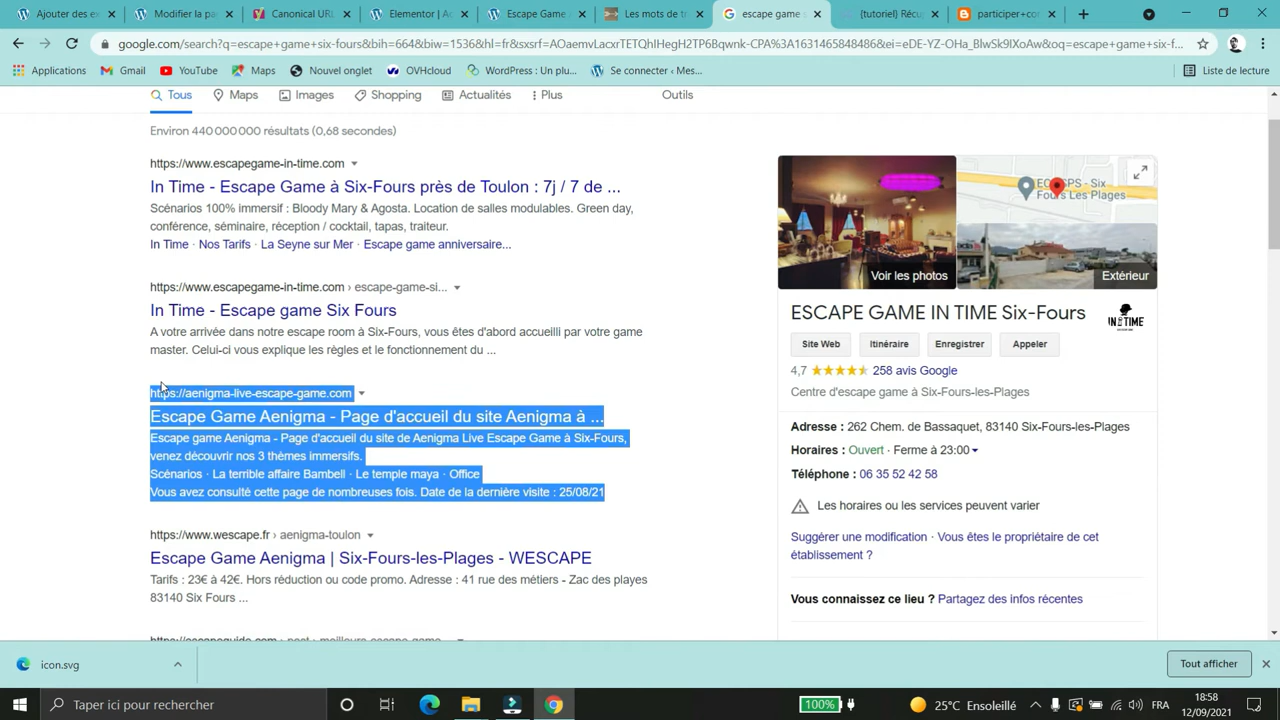 Ajouter des ex
Modifier la pa
Canonical URL
Elementor | Ac
Escape Game A
Les mots de tr
escape game s
{tutoriel} Récu
participer+cor
google.com/search?q=escape+game+six-fours&bih=664&biw=1536&hl=fr&sxsrf=
Applications
Gmail
YouTube
Maps
Nouvel onglet
OVHcloud
WordPress : Un plu...
Se connecter ‹ Mes...
Liste de lecture
Tous
Maps
Images
Shopping
Actualités
Plus
Outils
Environ 440 000 000 résultats (0,68 secondes)
https://www.escapegame-in-time.com
In Time - Escape Game à Six-Fours près de Toulon : 7j / 7 de ...
Scénarios 100% immersif : Bloody Mary & Agosta. Location de salles modulables. Green day,
conférence, séminaire, réception / cocktail, tapas, traiteur.
In Time · Nos Tarifs · La Seyne sur Mer · Escape game anniversaire...
https://www.escapegame-in-time.com › escape-game-si...
In Time - Escape game Six Fours
A votre arrivée dans notre escape room à Six-Fours, vous êtes d'abord accueilli par votre game
master. Celui-ci vous explique les règles et le fonctionnement du ...
https://aenigma-live-escape-game.com
Escape Game Aenigma - Page d'accueil du site Aenigma à ...
Escape game Aenigma - Page d'accueil du site de Aenigma Live Escape Game à Six-Fours,
venez découvrir nos 3 thèmes immersifs.
Scénarios · La terrible affaire Bambell · Le temple maya · Office
Vous avez consulté cette page de nombreuses fois. Date de la dernière visite : 25/08/21
https://www.wescape.fr › aenigma-toulon
Escape Game Aenigma | Six-Fours-les-Plages - WESCAPE
Tarifs : 23€ à 42€. Hors réduction ou code promo. Adresse : 41 rue des métiers - Zac des playes
83140 Six Fours ...
Voir les photos
Six
Fours Les Plages
Extérieur
ESCAPE GAME IN TIME Six-Fours
IN TIME
Site Web
Itinéraire
Enregistrer
Appeler
4,7
258 avis Google
Centre d'escape game à Six-Fours-les-Plages
Adresse : 262 Chem. de Bassaquet, 83140 Six-Fours-les-Plages
Horaires : Ouvert · Ferme à 23:00
Téléphone : 06 35 52 42 58
Les horaires ou les services peuvent varier
Suggérer une modification · Vous êtes le propriétaire de cet
établissement ?
Vous connaissez ce lieu ? Partagez des infos récentes
icon.svg
Tout afficher
Taper ici pour rechercher
100%
25°C Ensoleillé
FRA
18:58
12/09/2021